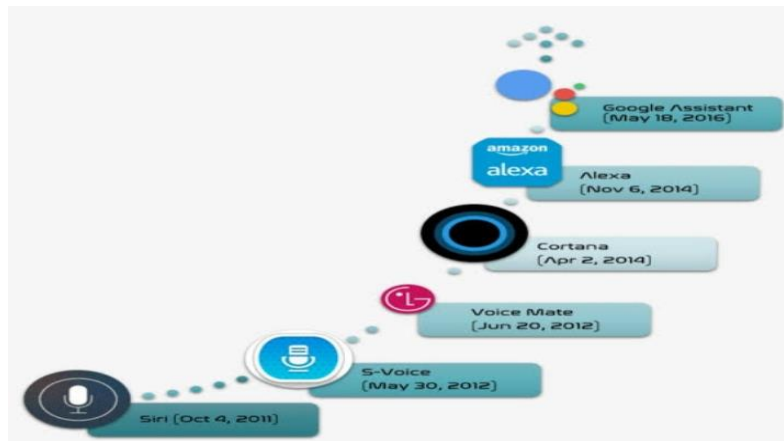 Google Assistant
(May 18, 2016)
amazon
alexa
Alexa
(Nov 6, 2014)
Cortana
(Apr 2, 2014)
LG
Voice Mate
(Jun 20, 2012)
S-Voice
(May 30, 2012)
Siri (Oct 4, 2011)